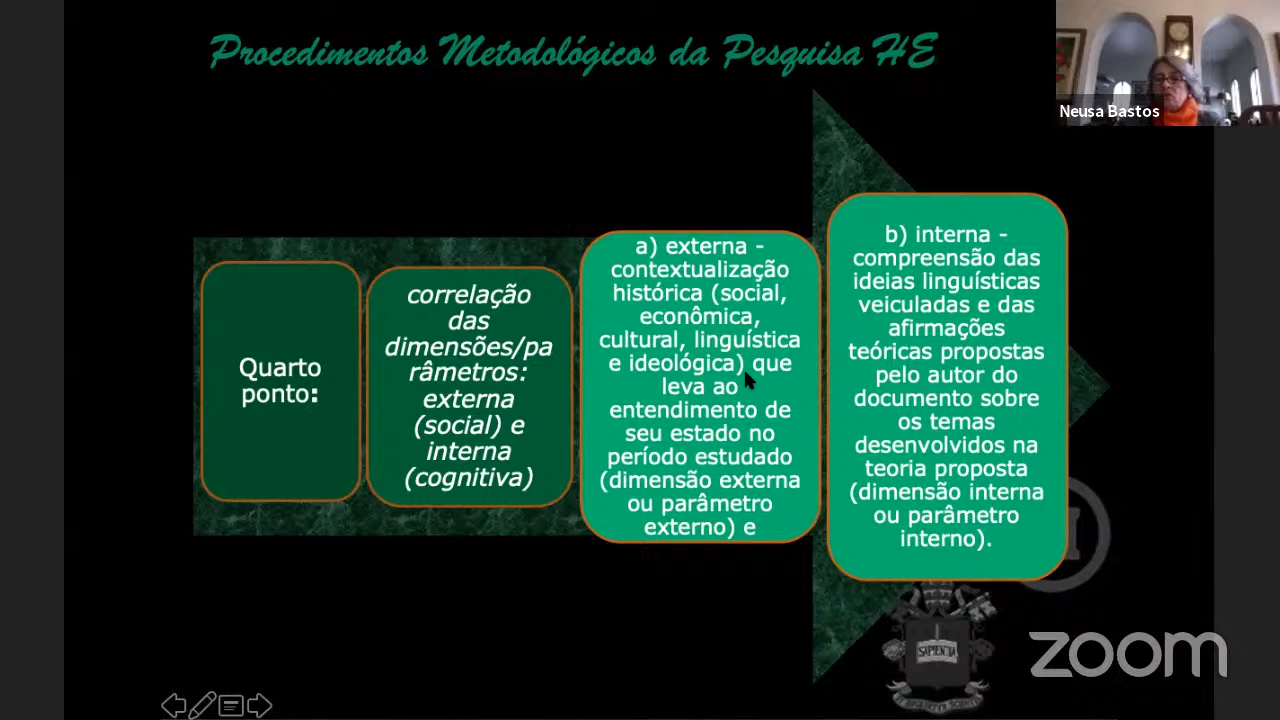 Procedimentos Metodológicos da Pesquisa HE
Neusa Bastos
Quarto
ponto:
correlação
das
dimensões/pa
râmetros:
externa
(social) e
interna
(cognitiva)
a) externa -
contextualização
histórica (social,
econômica,
cultural, linguística
e ideológica) que
leva ao
entendimento de
seu estado no
período estudado
(dimensão externa
ou parâmetro
externo) e
b) interna -
compreensão das
ideias linguísticas
veiculadas e das
afirmações
teóricas propostas
pelo autor do
documento sobre
os temas
desenvolvidos na
teoria proposta
(dimensão interna
ou parâmetro
interno).
SAPIENTIA
zoom